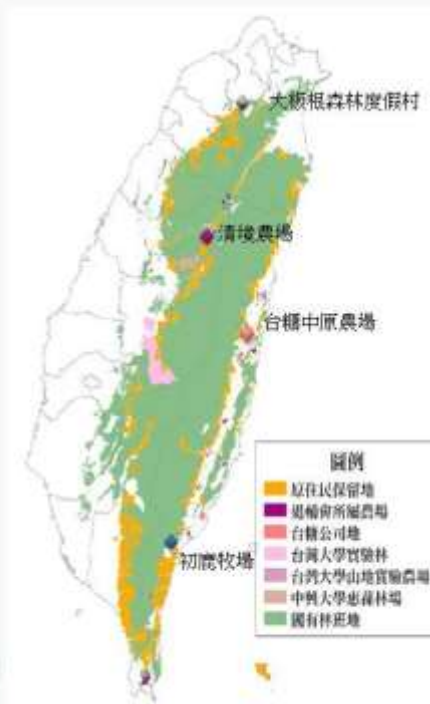 大板根森林度假村
清境農場
台糖中原農場
初鹿牧場
圖例
原住民保留地
退輔會所屬農場
台糖公司地
台灣大學實驗林
台灣大學山地實驗農場
中興大學惠蓀林場
國有林班地